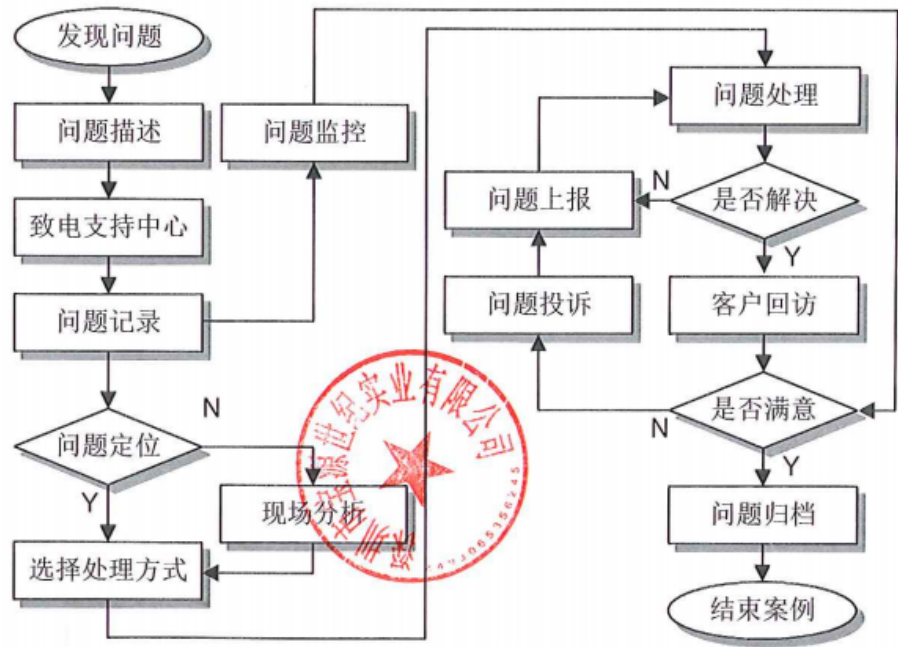 发现问题
问题描述
致电支持中心
问题记录
问题定位
N
Y
现场分析
选择处理方式
问题监控
问题处理
是否解决
N
Y
问题上报
客户回访
问题投诉
是否满意
N
Y
问题归档
结束案例